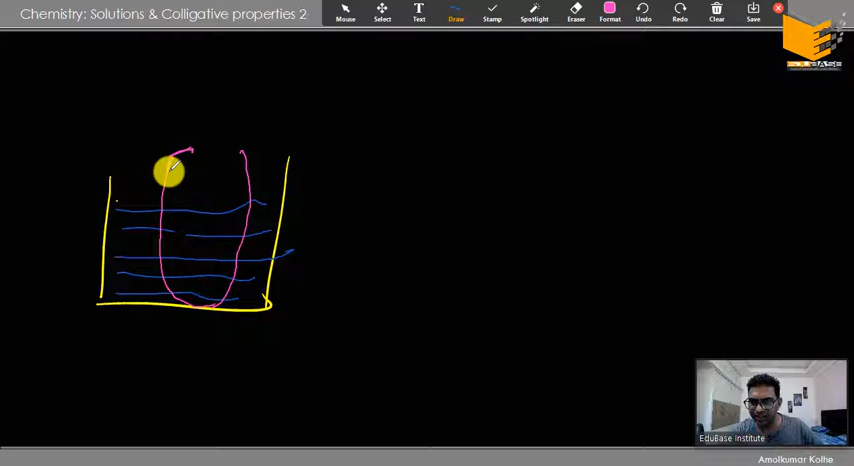 Chemistry: Solutions & Colligative properties 2
Mouse Select Text Draw Stamp Spotlight Eraser Format Undo Redo Clear Save
EDUBASE
EduBase Institute
Amolkumar Kolhe